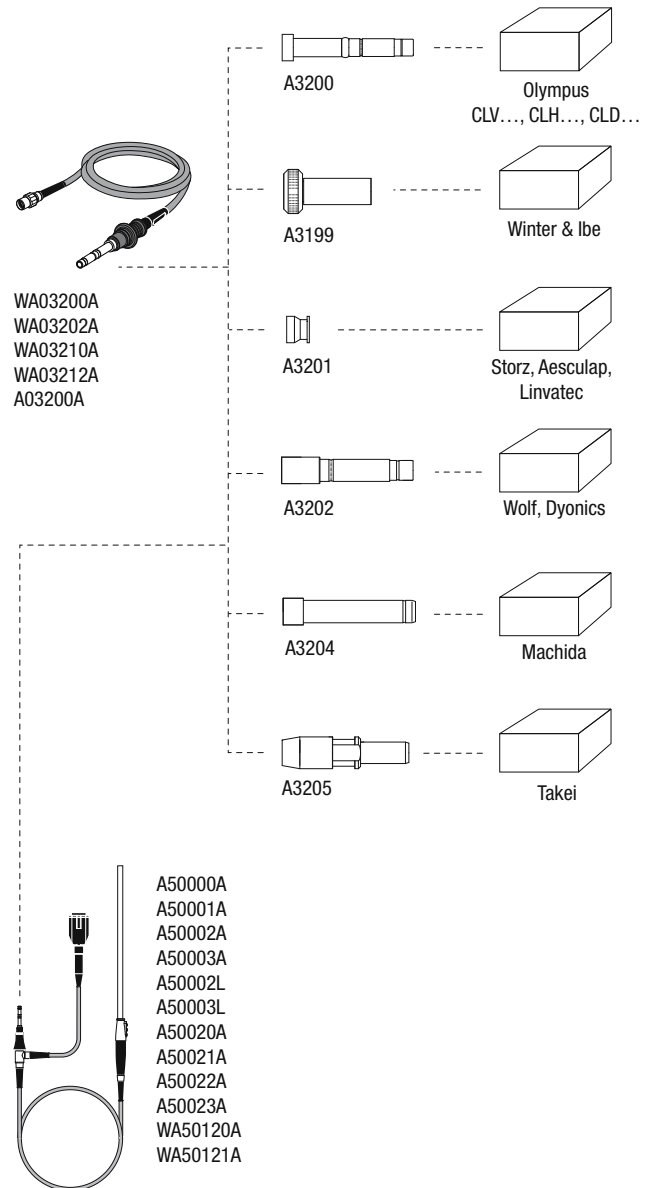 A3200
Olympus
CLV…, CLH…, CLD…
A3199
Winter & Ibe
WA03200A
WA03202A
WA03210A
WA03212A
A03200A
A3201
Storz, Aesculap,
Linvatec
A3202
Wolf, Dyonics
A3204
Machida
A3205
Takei
A50000A
A50001A
A50002A
A50003A
A50002L
A50003L
A50020A
A50021A
A50022A
A50023A
WA50120A
WA50121A